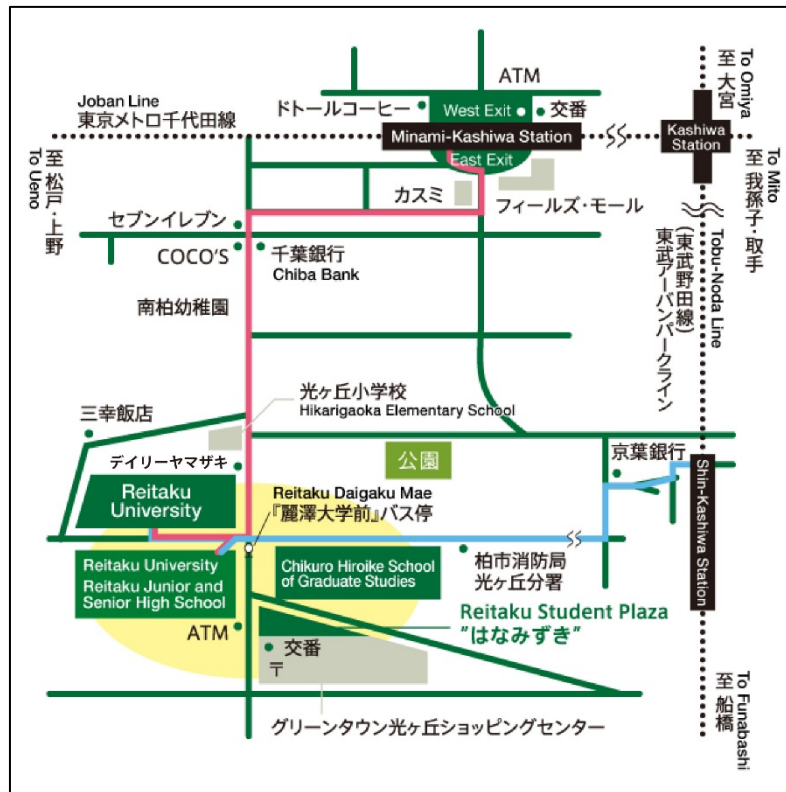 ATM
ドトールコーヒー
West Exit
交番
Joban Line
東京メトロ千代田線
Minami-Kashiwa Station
East Exit
Kashiwa
Station
To Omiya
至 大宮
To Ueno
至 松戸・上野
To Mito
至 我孫子・取手
カスミ
フィールズ・モール
セブンイレブン
COCO'S
千葉銀行
Chiba Bank
Tobu-Noda Line
(東武野田線)
東武アーバンパークライン
南柏幼稚園
光ヶ丘小学校
Hikarigaoka Elementary School
三幸飯店
デイリーヤマザキ
公園
京葉銀行
Reitaku
University
Reitaku Daigaku Mae
『麗澤大学前』バス停
Shin-Kashiwa Station
Reitaku University
Reitaku Junior and
Senior High School
Chikuro Hiroike School
of Graduate Studies
柏市消防局
光ヶ丘分署
Reitaku Student Plaza
"はなみずき"
ATM
交番
〒
グリーンタウン光ヶ丘ショッピングセンター
To Funabashi
至 船橋